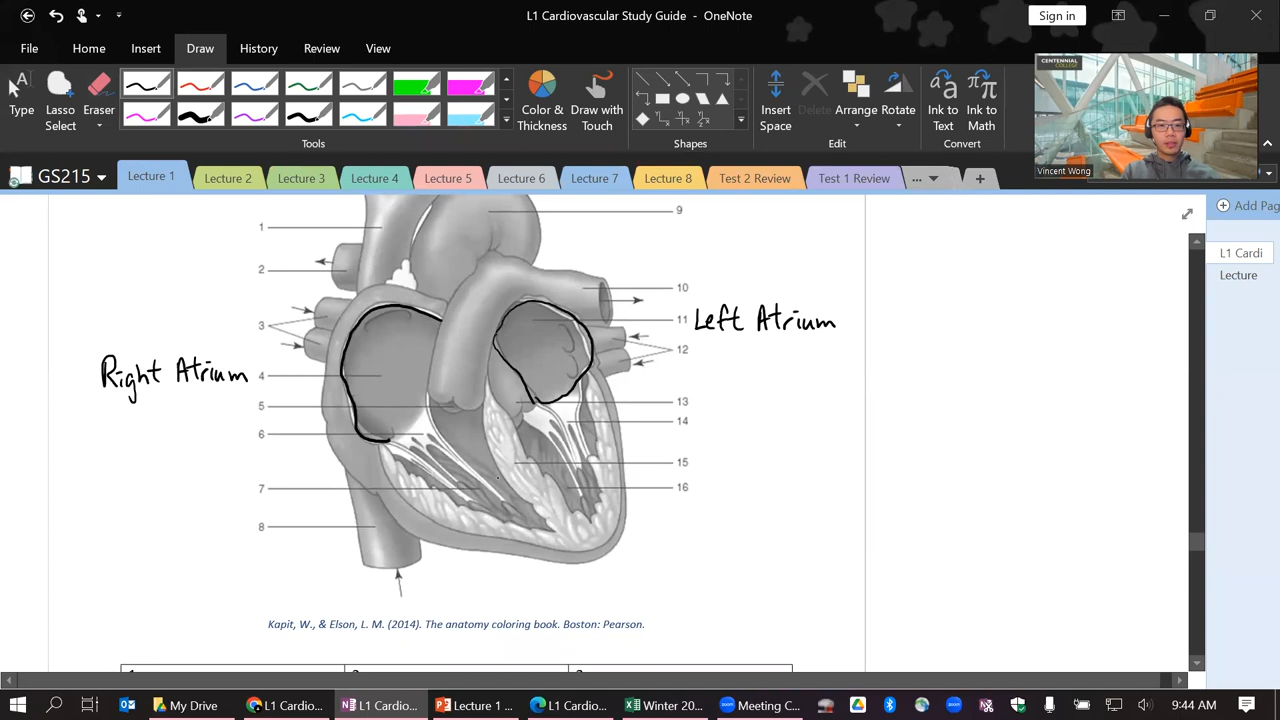 L1 Cardiovascular Study Guide - OneNote
Sign in
File Home Insert Draw History Review View
Type
Lasso Select
Eraser
Color & Thickness
Draw with Touch
Insert Space
Delete
Arrange
Rotate
Ink to Text
Ink to Math
Tools
Shapes
Edit
Convert
CENTENNIAL COLLEGE
Vincent Wong
GS215
Lecture 1 Lecture 2 Lecture 3 Lecture 4 Lecture 5 Lecture 6 Lecture 7 Lecture 8 Test 2 Review Test 1 Review ...
Add Pag
L1 Cardi
Lecture
1
2
3
4
5
6
7
8
9
10
11
12
13
14
15
16
Right Atrium
Left Atrium
Kapit, W., & Elson, L. M. (2014). The anatomy coloring book. Boston: Pearson.
My Drive
L1 Cardio...
L1 Cardio...
Lecture 1 ...
Cardio...
Winter 20...
Meeting C...
9:44 AM